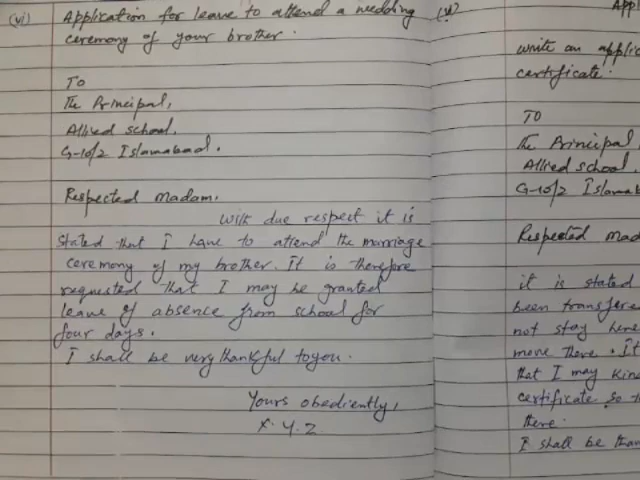 (vi) Application for leave to attend a wedding
ceremony of your brother.
To
The Principal,
Allied school,
G-10/2 Islamabad.
Respected madam,
With due respect it is
stated that I have to attend the marriage
ceremony of my brother. It is therefore
requested that I may be granted
leave of absence from school for
four days.
I shall be very thankful to you.
Yours obediently,
X.Y.Z
App
write an applic
certificate.
TO
The Principal,
Allied school,
G-10/2 Islamab
Respected mad
it is stated
been transfere
not stay here
move there. It
that I may kin
certificate so t
there.
I shall be than